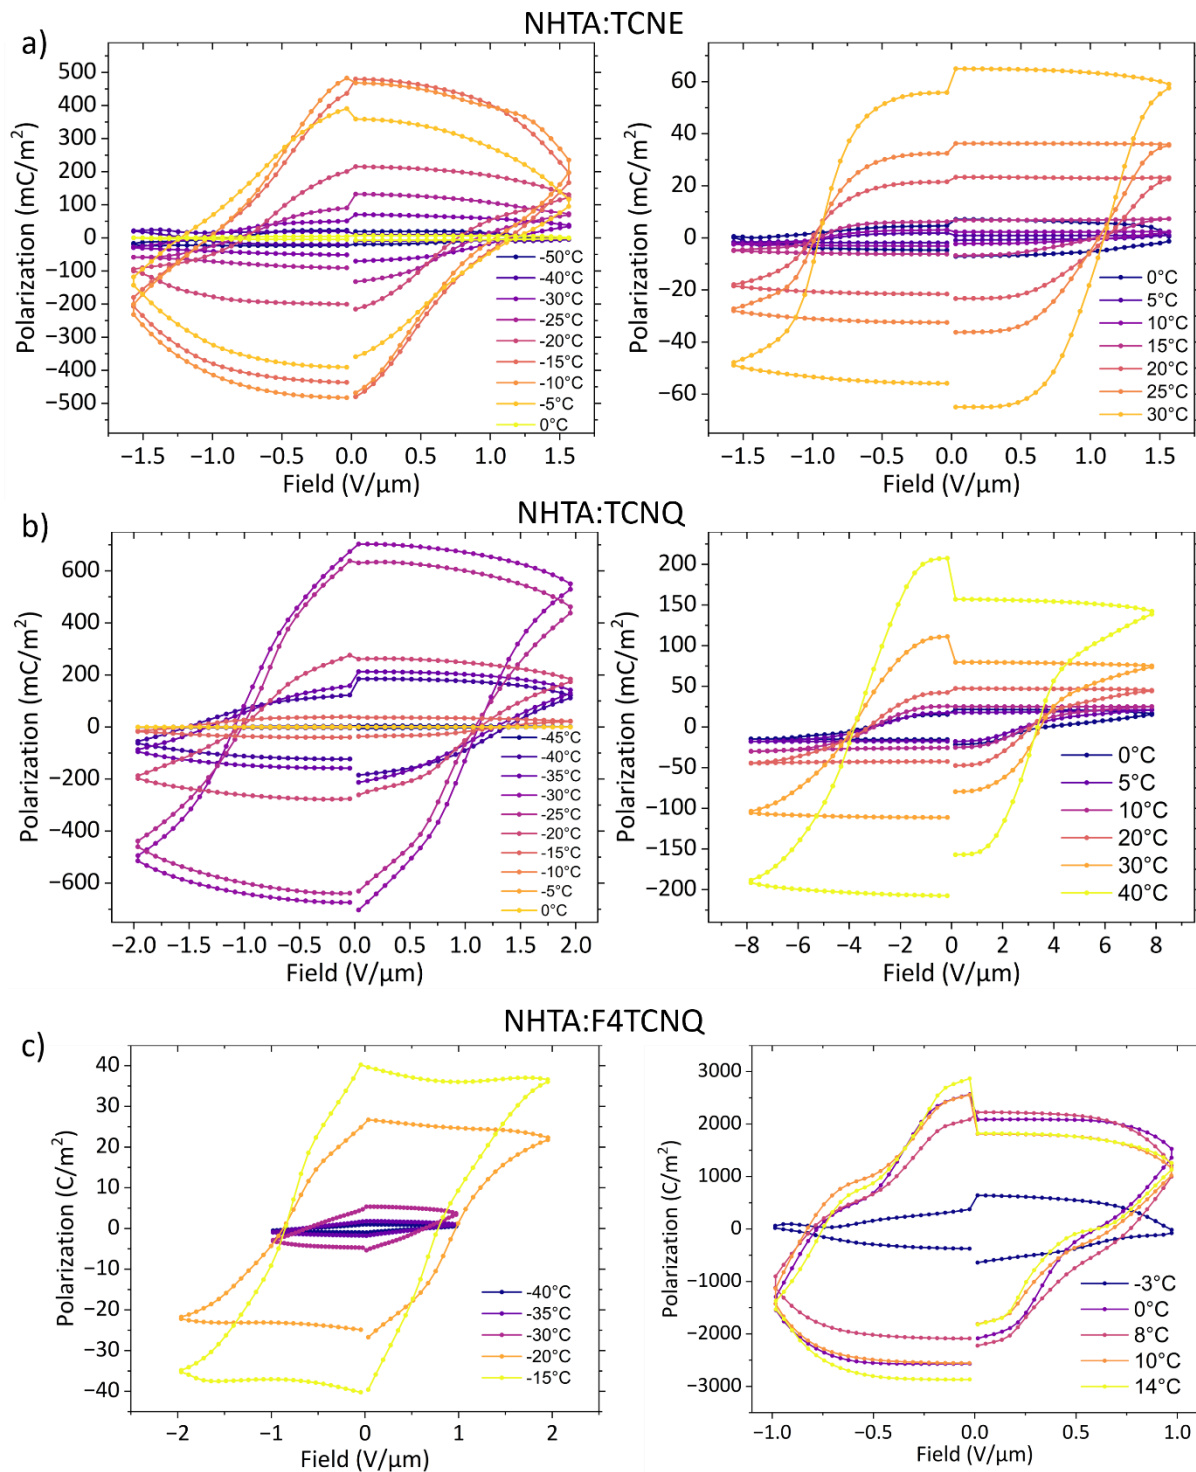 NHTA:TCNE
a)
Polarization (mC/m²)
500
400
300
200
100
0
−100
−200
−300
−400
−500
-50°C
-40°C
-30°C
-25°C
-20°C
-15°C
-10°C
-5°C
0°C
−1.5 −1.0 −0.5 0.0 0.5 1.0 1.5
Field (V/μm)
Polarization (mC/m²)
60
40
20
0
−20
−40
−60
0°C
5°C
10°C
15°C
20°C
25°C
30°C
−1.5 −1.0 −0.5 0.0 0.5 1.0 1.5
Field (V/μm)
NHTA:TCNQ
b)
Polarization (mC/m²)
600
400
200
0
−200
−400
−600
-45°C
-40°C
-35°C
-30°C
-25°C
-20°C
-15°C
-10°C
-5°C
0°C
−2.0 −1.5 −1.0 −0.5 0.0 0.5 1.0 1.5 2.0
Field (V/μm)
Polarization (mC/m²)
200
150
100
50
0
−50
−100
−150
−200
0°C
5°C
10°C
20°C
30°C
40°C
−8 −6 −4 −2 0 2 4 6 8
Field (V/μm)
NHTA:F4TCNQ
c)
Polarization (C/m²)
40
30
20
10
0
−10
−20
−30
−40
-40°C
-35°C
-30°C
-20°C
-15°C
−2 −1 0 1 2
Field (V/μm)
Polarization (C/m²)
3000
2000
1000
0
−1000
−2000
−3000
-3°C
0°C
8°C
10°C
14°C
−1.0 −0.5 0.0 0.5 1.0
Field (V/μm)